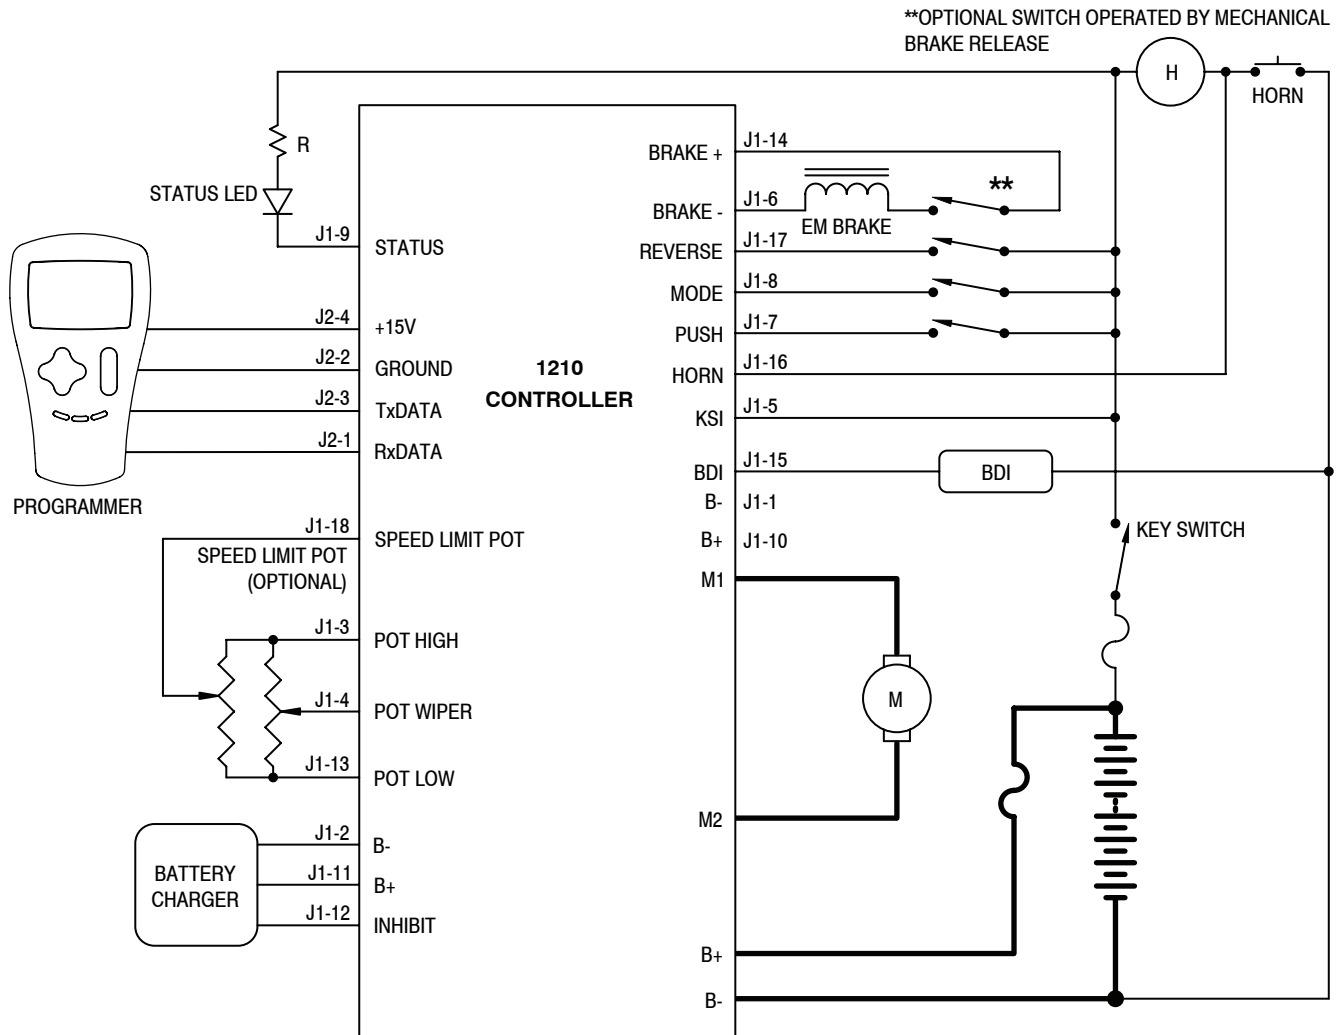 **OPTIONAL SWITCH OPERATED BY MECHANICAL
BRAKE RELEASE
H
HORN
R
STATUS LED
J1-9
STATUS
J2-4
+15V
J2-2
GROUND
J2-3
TxDATA
J2-1
RxDATA
PROGRAMMER
J1-18
SPEED LIMIT POT
SPEED LIMIT POT
(OPTIONAL)
J1-3
POT HIGH
J1-4
POT WIPER
J1-13
POT LOW
BATTERY
CHARGER
J1-2
B-
J1-11
B+
J1-12
INHIBIT
1210
CONTROLLER
BRAKE +
J1-14
BRAKE -
J1-6
EM BRAKE
**
REVERSE
J1-17
MODE
J1-8
PUSH
J1-7
HORN
J1-16
KSI
J1-5
BDI
J1-15
BDI
B-
J1-1
B+
J1-10
KEY SWITCH
M1
M
M2
B+
B-